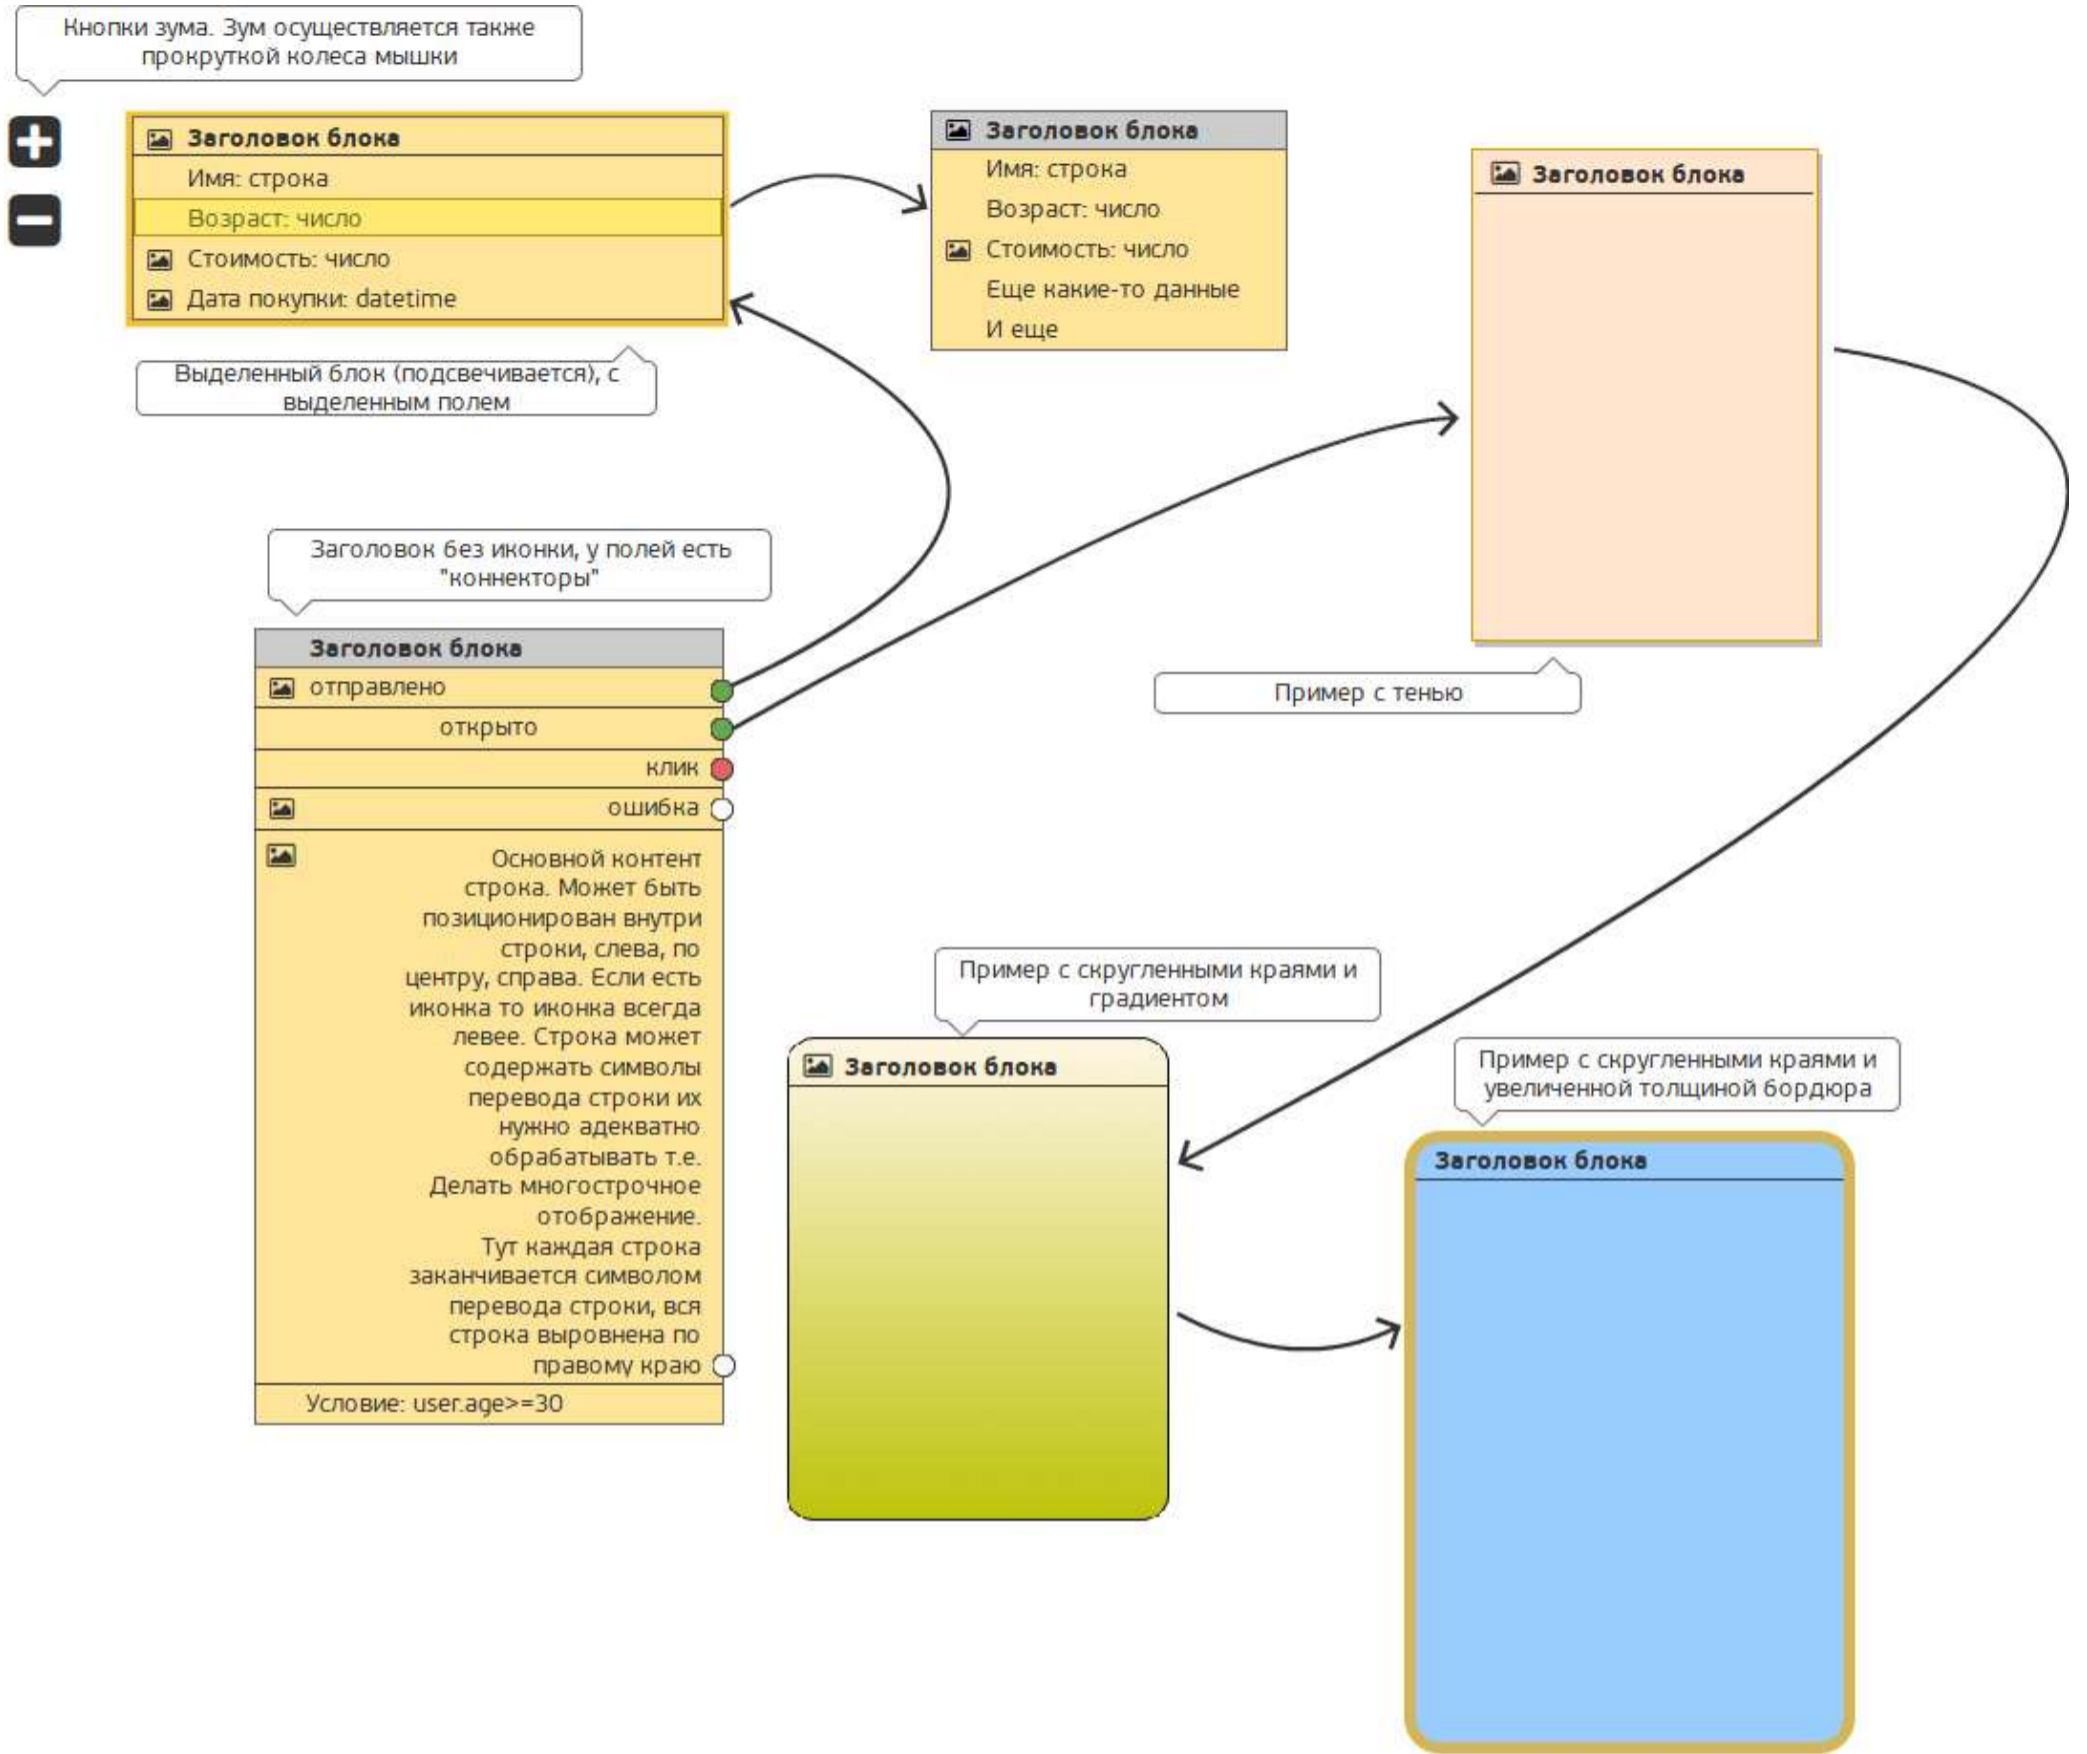 Кнопки зума. Зум осуществляется также
прокруткой колеса мышки
Заголовок блока
Имя: строка
Возраст: число
Стоимость: число
Дата покупки: datetime
Выделенный блок (подсвечивается), с
выделенным полем
Заголовок блока
Имя: строка
Возраст: число
Стоимость: число
Еще какие-то данные
И еще
Заголовок блока
Пример с тенью
Заголовок без иконки, у полей есть
"коннекторы"
Заголовок блока
отправлено
открыто
клик
ошибка
Основной контент
строка. Может быть
позиционирован внутри
строки, слева, по
центру, справа. Если есть
иконка то иконка всегда
левее. Строка может
содержать символы
перевода строки их
нужно адекватно
обрабатывать т.е.
Делать многострочное
отображение.
Тут каждая строка
заканчивается символом
перевода строки, вся
строка выровнена по
правому краю
Условие: user.age>=30
Пример с скругленными краями и
градиентом
Заголовок блока
Пример с скругленными краями и
увеличенной толщиной бордюра
Заголовок блока